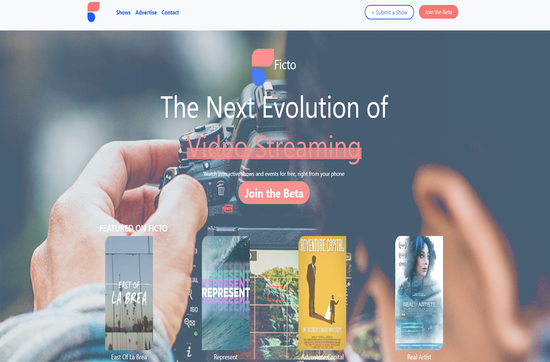 Shows Advertise Contact
+ Submit a Show
Join the Beta
Ficto
The Next Evolution of
Video Streaming
Watch interactive shows and events for free, right from your phone
Join the Beta
FEATURED ON FICTO
EAST OF
LA BREA
REPRESENT
ADVENTURE CAPITAL
REAL ARTISTS
ISO
East Of La Brea
Represent
Adventure Capital
Real Artist